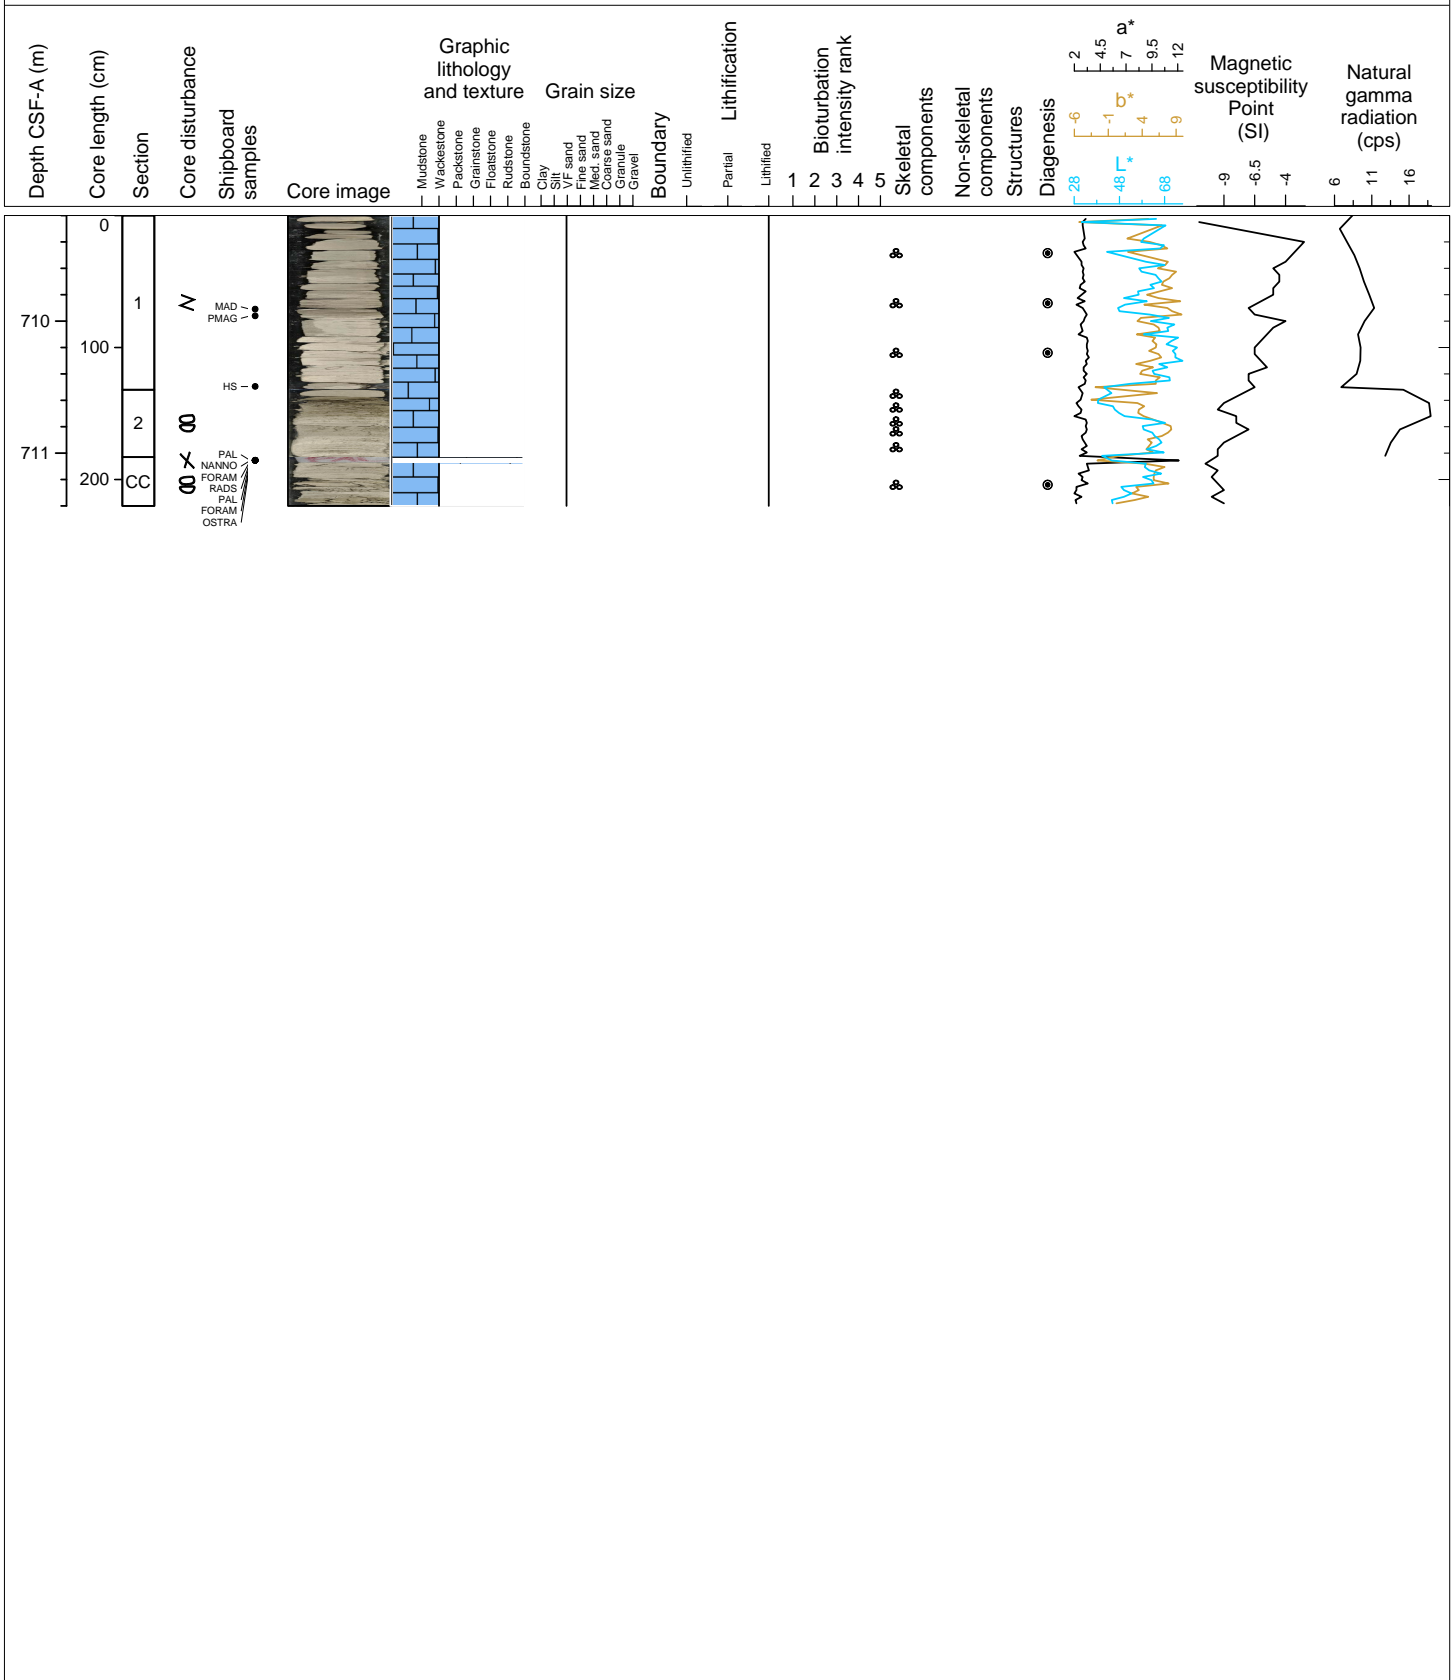 Depth CSF-A (m)
Core length (cm)
Section
Core disturbance
Shipboard
samples
Core image
Graphic
lithology
and texture
Mudstone
Wackestone
Packstone
Grainstone
Floatstone
Rudstone
Boundstone
Grain size
Clay
Silt
VF sand
Fine sand
Med. sand
Coarse sand
Granule
Gravel
Boundary
Lithification
Unlithified
Partial
Lithified
Bioturbation
intensity rank
1 2 3 4 5
Skeletal
components
Non-skeletal
components
Structures
Diagenesis
a*
2 4.5 7 9.5 12
b*
-6 -1 4 9
L*
28 48 68
Magnetic
susceptibility
Point
(SI)
-9 -6.5 -4
Natural
gamma
radiation
(cps)
6 11 16
0
1
MAD
PMAG
710
100
HS
2
711
PAL
NANNO
200
CC
FORAM
RADS
PAL
FORAM
OSTRA